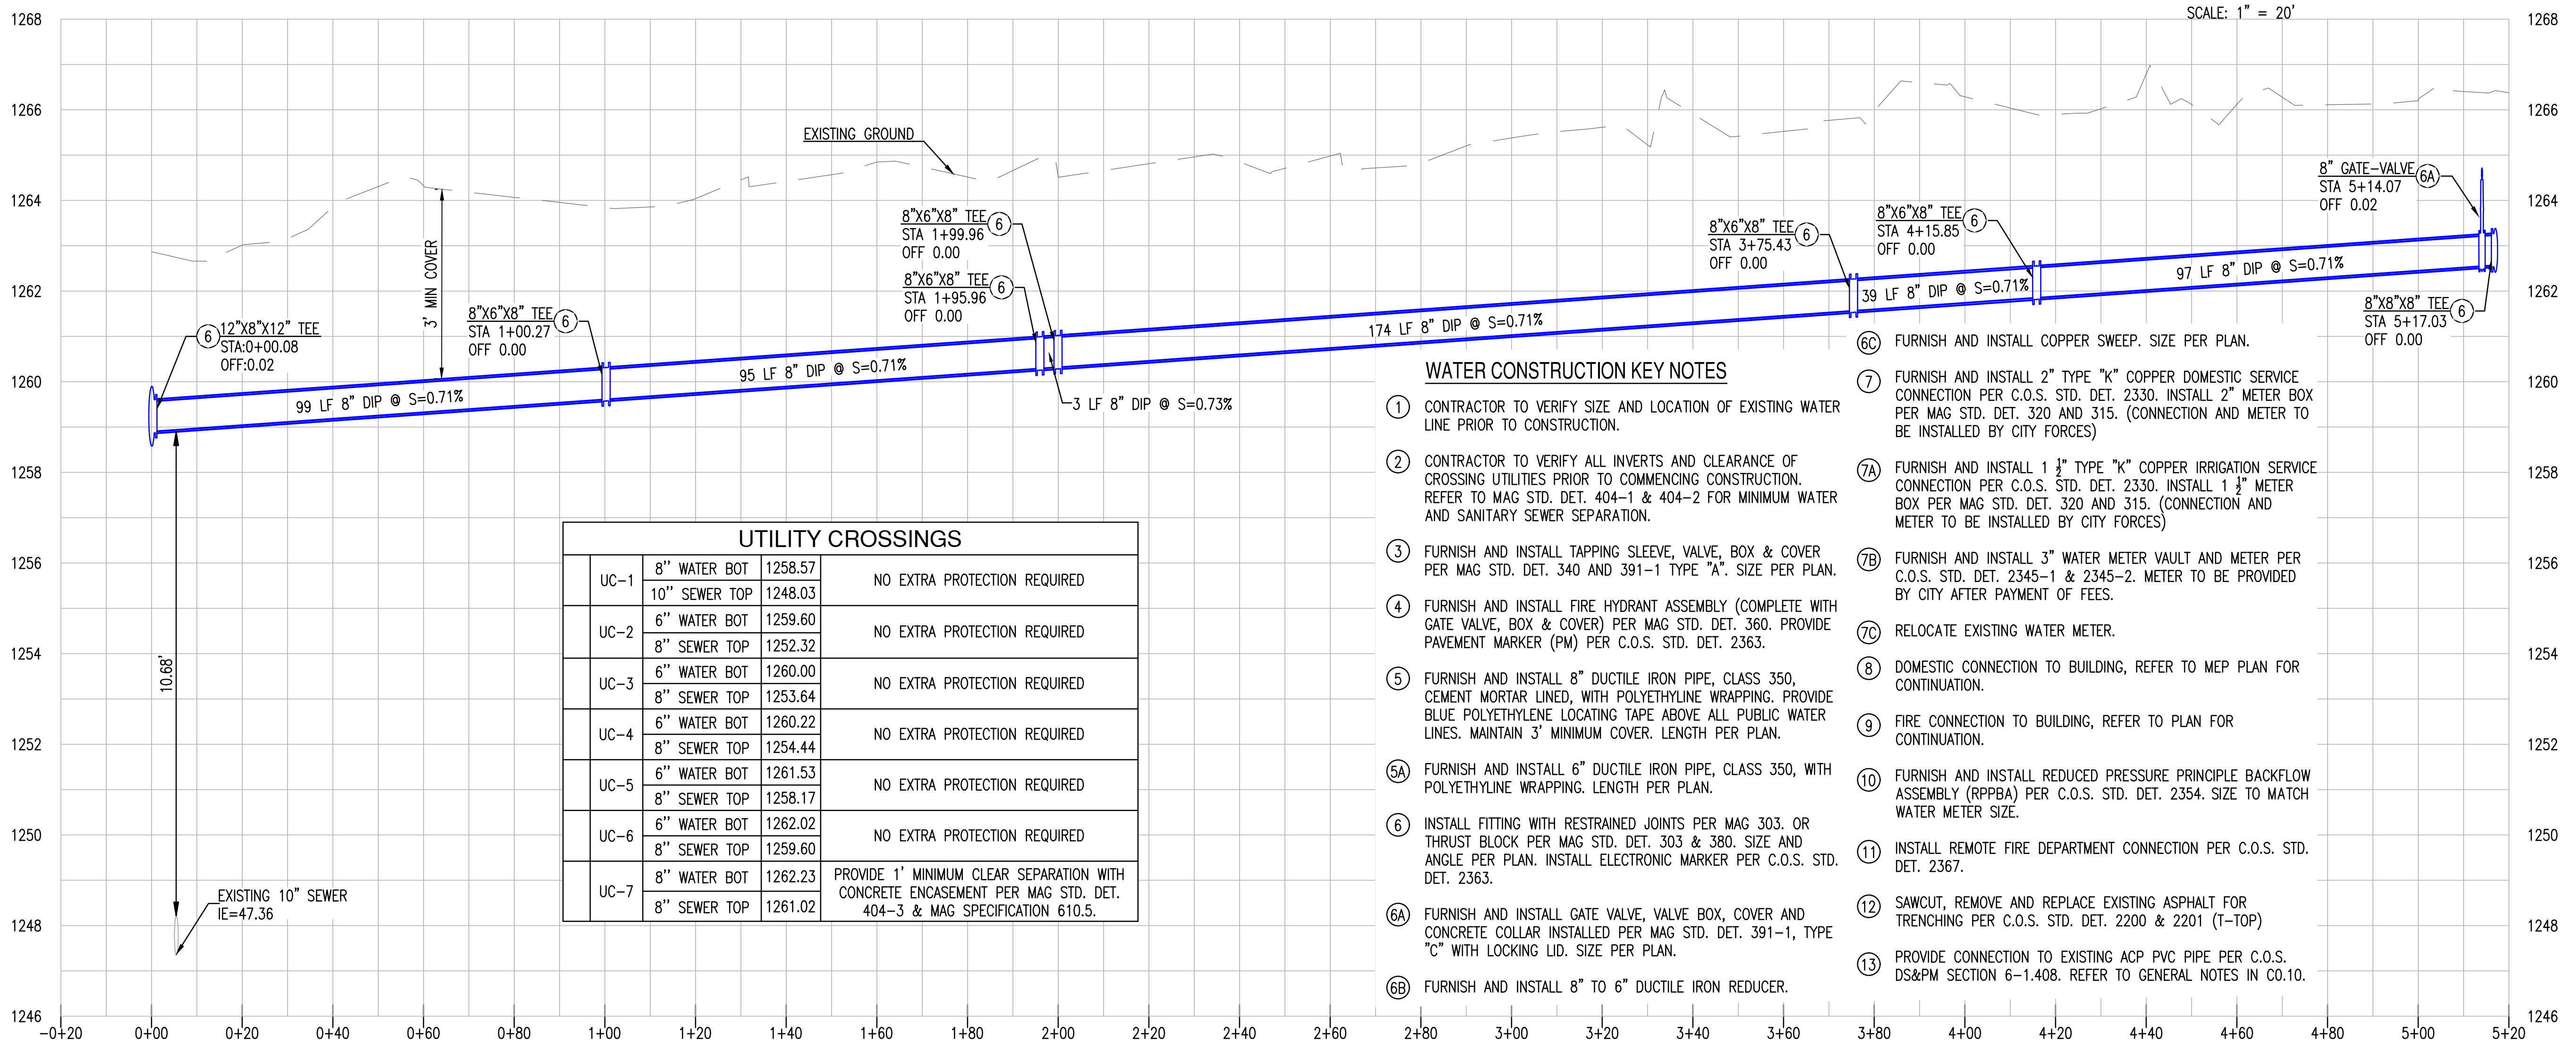 SCALE: 1" = 20'
1268
1266
1264
1262
1260
1258
1256
1254
1252
1250
1248
1246
1268
1266
1264
1262
1260
1258
1256
1254
1252
1250
1248
1246
EXISTING GROUND
3' MIN COVER
10.68'
6
12"X8"X12" TEE
STA:0+00.08
OFF:0.02
99 LF 8" DIP @ S=0.71%
8"X6"X8" TEE
6
STA 1+00.27
OFF 0.00
95 LF 8" DIP @ S=0.71%
8"X6"X8" TEE
6
STA 1+99.96
OFF 0.00
8"X6"X8" TEE
6
STA 1+95.96
OFF 0.00
3 LF 8" DIP @ S=0.73%
174 LF 8" DIP @ S=0.71%
8"X6"X8" TEE
6
STA 3+75.43
OFF 0.00
39 LF 8" DIP @ S=0.71%
8"X6"X8" TEE
6
STA 4+15.85
OFF 0.00
97 LF 8" DIP @ S=0.71%
8" GATE-VALVE
6A
STA 5+14.07
OFF 0.02
8"X8"X8" TEE
6
STA 5+17.03
OFF 0.00
EXISTING 10" SEWER
IE=47.36
UTILITY CROSSINGS
UC-1
8'' WATER BOT 1258.57
10'' SEWER TOP 1248.03
NO EXTRA PROTECTION REQUIRED
UC-2
6'' WATER BOT 1259.60
8'' SEWER TOP 1252.32
NO EXTRA PROTECTION REQUIRED
UC-3
6'' WATER BOT 1260.00
8'' SEWER TOP 1253.64
NO EXTRA PROTECTION REQUIRED
UC-4
6'' WATER BOT 1260.22
8'' SEWER TOP 1254.44
NO EXTRA PROTECTION REQUIRED
UC-5
6'' WATER BOT 1261.53
8'' SEWER TOP 1258.17
NO EXTRA PROTECTION REQUIRED
UC-6
6'' WATER BOT 1262.02
8'' SEWER TOP 1259.60
NO EXTRA PROTECTION REQUIRED
UC-7
8'' WATER BOT 1262.23
8'' SEWER TOP 1261.02
PROVIDE 1' MINIMUM CLEAR SEPARATION WITH
CONCRETE ENCASEMENT PER MAG STD. DET.
404-3 & MAG SPECIFICATION 610.5.
WATER CONSTRUCTION KEY NOTES
1 CONTRACTOR TO VERIFY SIZE AND LOCATION OF EXISTING WATER
LINE PRIOR TO CONSTRUCTION.
2 CONTRACTOR TO VERIFY ALL INVERTS AND CLEARANCE OF
CROSSING UTILITIES PRIOR TO COMMENCING CONSTRUCTION.
REFER TO MAG STD. DET. 404-1 & 404-2 FOR MINIMUM WATER
AND SANITARY SEWER SEPARATION.
3 FURNISH AND INSTALL TAPPING SLEEVE, VALVE, BOX & COVER
PER MAG STD. DET. 340 AND 391-1 TYPE "A". SIZE PER PLAN.
4 FURNISH AND INSTALL FIRE HYDRANT ASSEMBLY (COMPLETE WITH
GATE VALVE, BOX & COVER) PER MAG STD. DET. 360. PROVIDE
PAVEMENT MARKER (PM) PER C.O.S. STD. DET. 2363.
5 FURNISH AND INSTALL 8" DUCTILE IRON PIPE, CLASS 350,
CEMENT MORTAR LINED, WITH POLYETHYLINE WRAPPING. PROVIDE
BLUE POLYETHYLENE LOCATING TAPE ABOVE ALL PUBLIC WATER
LINES. MAINTAIN 3' MINIMUM COVER. LENGTH PER PLAN.
5A FURNISH AND INSTALL 6" DUCTILE IRON PIPE, CLASS 350, WITH
POLYETHYLINE WRAPPING. LENGTH PER PLAN.
6 INSTALL FITTING WITH RESTRAINED JOINTS PER MAG 303. OR
THRUST BLOCK PER MAG STD. DET. 303 & 380. SIZE AND
ANGLE PER PLAN. INSTALL ELECTRONIC MARKER PER C.O.S. STD.
DET. 2363.
6A FURNISH AND INSTALL GATE VALVE, VALVE BOX, COVER AND
CONCRETE COLLAR INSTALLED PER MAG STD. DET. 391-1, TYPE
"C" WITH LOCKING LID. SIZE PER PLAN.
6B FURNISH AND INSTALL 8" TO 6" DUCTILE IRON REDUCER.
6C FURNISH AND INSTALL COPPER SWEEP. SIZE PER PLAN.
7 FURNISH AND INSTALL 2" TYPE "K" COPPER DOMESTIC SERVICE
CONNECTION PER C.O.S. STD. DET. 2330. INSTALL 2" METER BOX
PER MAG STD. DET. 320 AND 315. (CONNECTION AND METER TO
BE INSTALLED BY CITY FORCES)
7A FURNISH AND INSTALL 1 1/2" TYPE "K" COPPER IRRIGATION SERVICE
CONNECTION PER C.O.S. STD. DET. 2330. INSTALL 1 1/2" METER
BOX PER MAG STD. DET. 320 AND 315. (CONNECTION AND
METER TO BE INSTALLED BY CITY FORCES)
7B FURNISH AND INSTALL 3" WATER METER VAULT AND METER PER
C.O.S. STD. DET. 2345-1 & 2345-2. METER TO BE PROVIDED
BY CITY AFTER PAYMENT OF FEES.
7C RELOCATE EXISTING WATER METER.
8 DOMESTIC CONNECTION TO BUILDING, REFER TO MEP PLAN FOR
CONTINUATION.
9 FIRE CONNECTION TO BUILDING, REFER TO PLAN FOR
CONTINUATION.
10 FURNISH AND INSTALL REDUCED PRESSURE PRINCIPLE BACKFLOW
ASSEMBLY (RPPBA) PER C.O.S. STD. DET. 2354. SIZE TO MATCH
WATER METER SIZE.
11 INSTALL REMOTE FIRE DEPARTMENT CONNECTION PER C.O.S. STD.
DET. 2367.
12 SAWCUT, REMOVE AND REPLACE EXISTING ASPHALT FOR
TRENCHING PER C.O.S. STD. DET. 2200 & 2201 (T-TOP)
13 PROVIDE CONNECTION TO EXISTING ACP PVC PIPE PER C.O.S.
DS&PM SECTION 6-1.408. REFER TO GENERAL NOTES IN C0.10.
-0+20 0+00 0+20 0+40 0+60 0+80 1+00 1+20 1+40 1+60 1+80 2+00 2+20 2+40 2+60 2+80 3+00 3+20 3+40 3+60 3+80 4+00 4+20 4+40 4+60 4+80 5+00 5+20